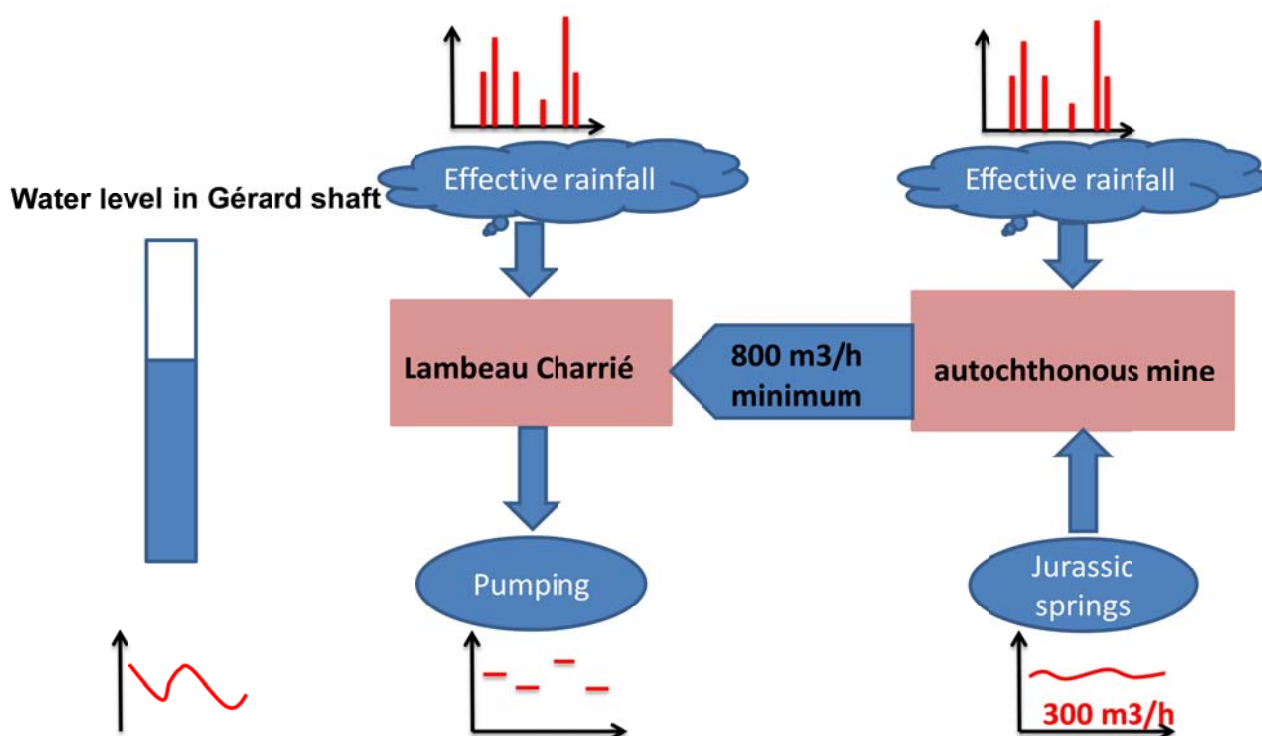 Effective rainfall
Effective rainfall
Water level in Gérard shaft
Lambeau Charrié
800 m3/h
minimum
autochthonous mine
Pumping
Jurassic
springs
300 m3/h